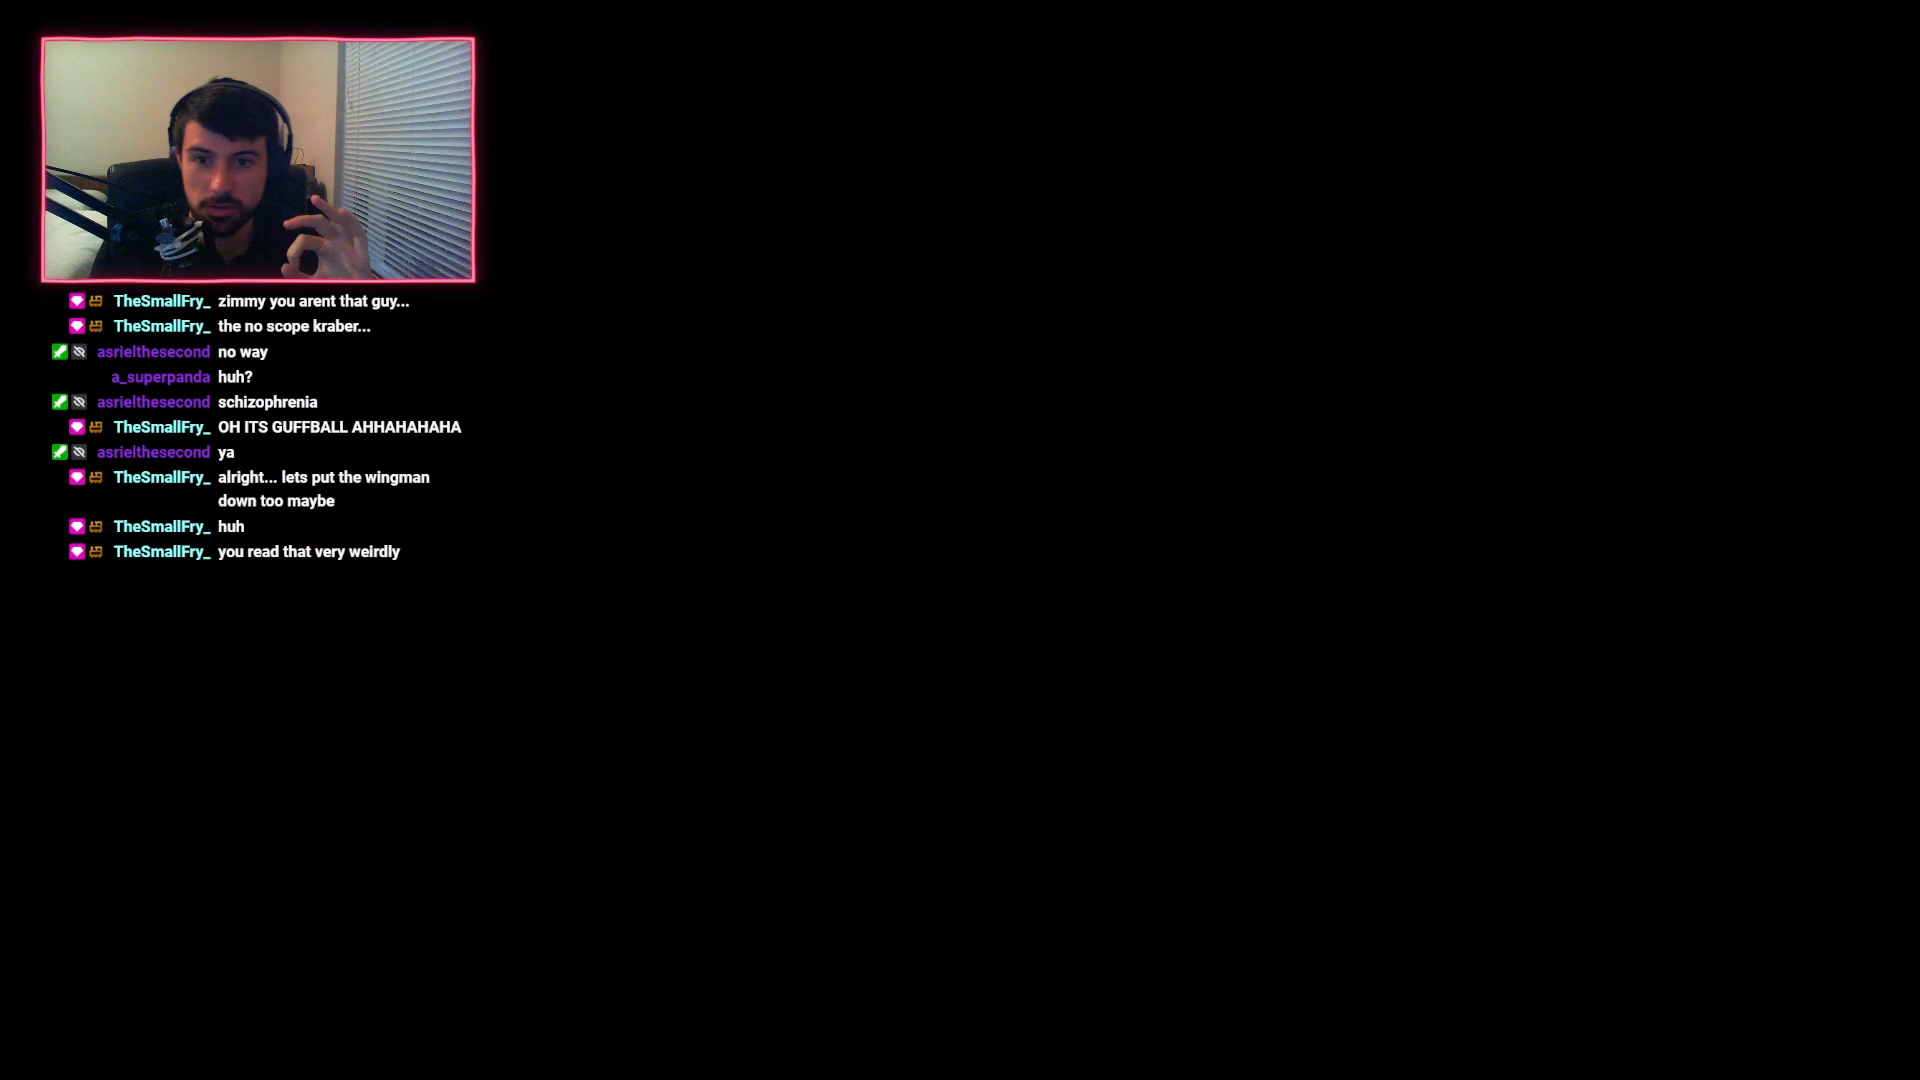 TheSmallFry_ zimmy you arent that guy...
TheSmallFry_ the no scope kraber...
asrielthesecond no way
a_superpanda huh?
asrielthesecond schizophrenia
TheSmallFry_ OH ITS GUFFBALL AHHAHAHAHA
asrielthesecond ya
TheSmallFry_ alright... lets put the wingman
down too maybe
TheSmallFry_ huh
TheSmallFry_ you read that very weirdly